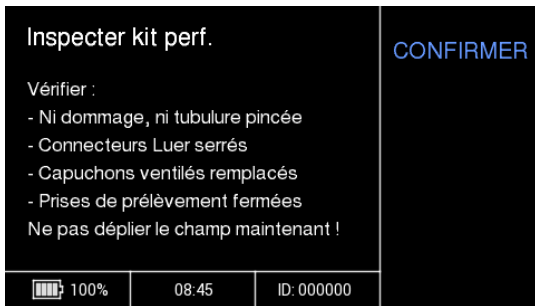 Inspecter kit perf.
CONFIRMER
Vérifier :
- Ni dommage, ni tubulure pincée
- Connecteurs Luer serrés
- Capuchons ventilés remplacés
- Prises de prélèvement fermées
Ne pas déplier le champ maintenant !
100%
08:45
ID: 000000